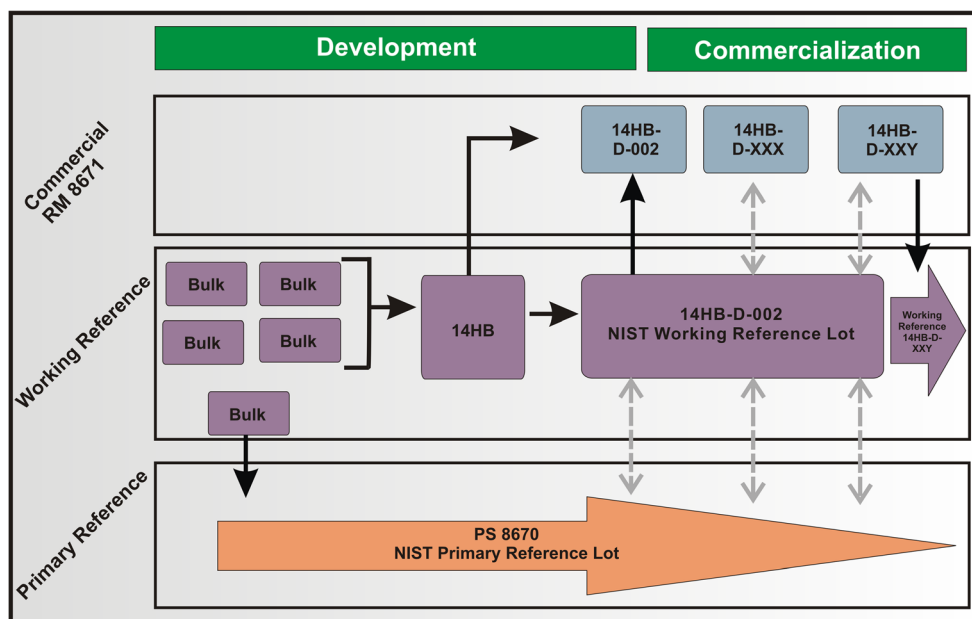 Development
Commercialization
Commercial
RM 8671
14HB-
D-002
14HB-
D-XXX
14HB-
D-XXY
Working Reference
Bulk
Bulk
Bulk
Bulk
Bulk
14HB
14HB-D-002
NIST Working Reference Lot
Working
Reference
14HB-D-
XXY
Primary Reference
PS 8670
NIST Primary Reference Lot